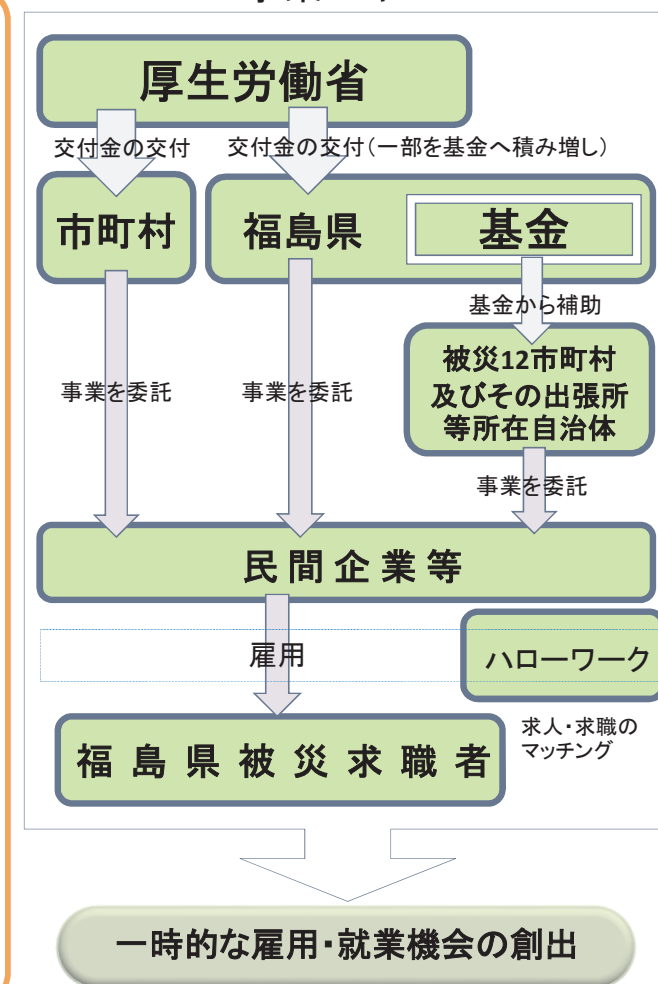 厚生労働省
交付金の交付
交付金の交付(一部を基金へ積み増し)
市町村
福島県
基金
基金から補助
被災12市町村
及びその出張所
等所在自治体
事業を委託
事業を委託
事業を委託
民間企業等
雇用
ハローワーク
求人・求職の
マッチング
福島県被災求職者
一時的な雇用・就業機会の創出